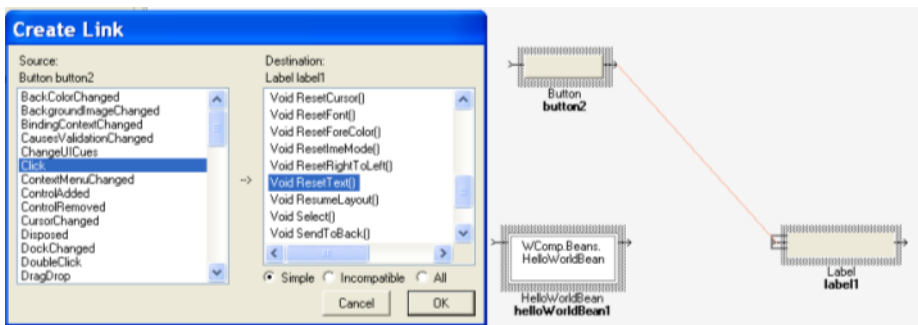 Create Link
Source:
Button button2
BackColorChanged
BackgroundImageChanged
BindingContextChanged
CausesValidationChanged
ChangeUICues
Click
ContextMenuChanged
ControlAdded
ControlRemoved
CursorChanged
Disposed
DockChanged
DoubleClick
DragDrop
-->
Destination:
Label label1
Void ResetCursor()
Void ResetFont()
Void ResetForeColor()
Void ResetImeMode()
Void ResetRightToLeft()
Void ResetText()
Void ResumeLayout()
Void Select()
Void SendToBack()
Simple Incompatible All
Cancel OK
Button
button2
WComp.Beans.
HelloWorldBean
HelloWorldBean
helloWorldBean1
Label
label1